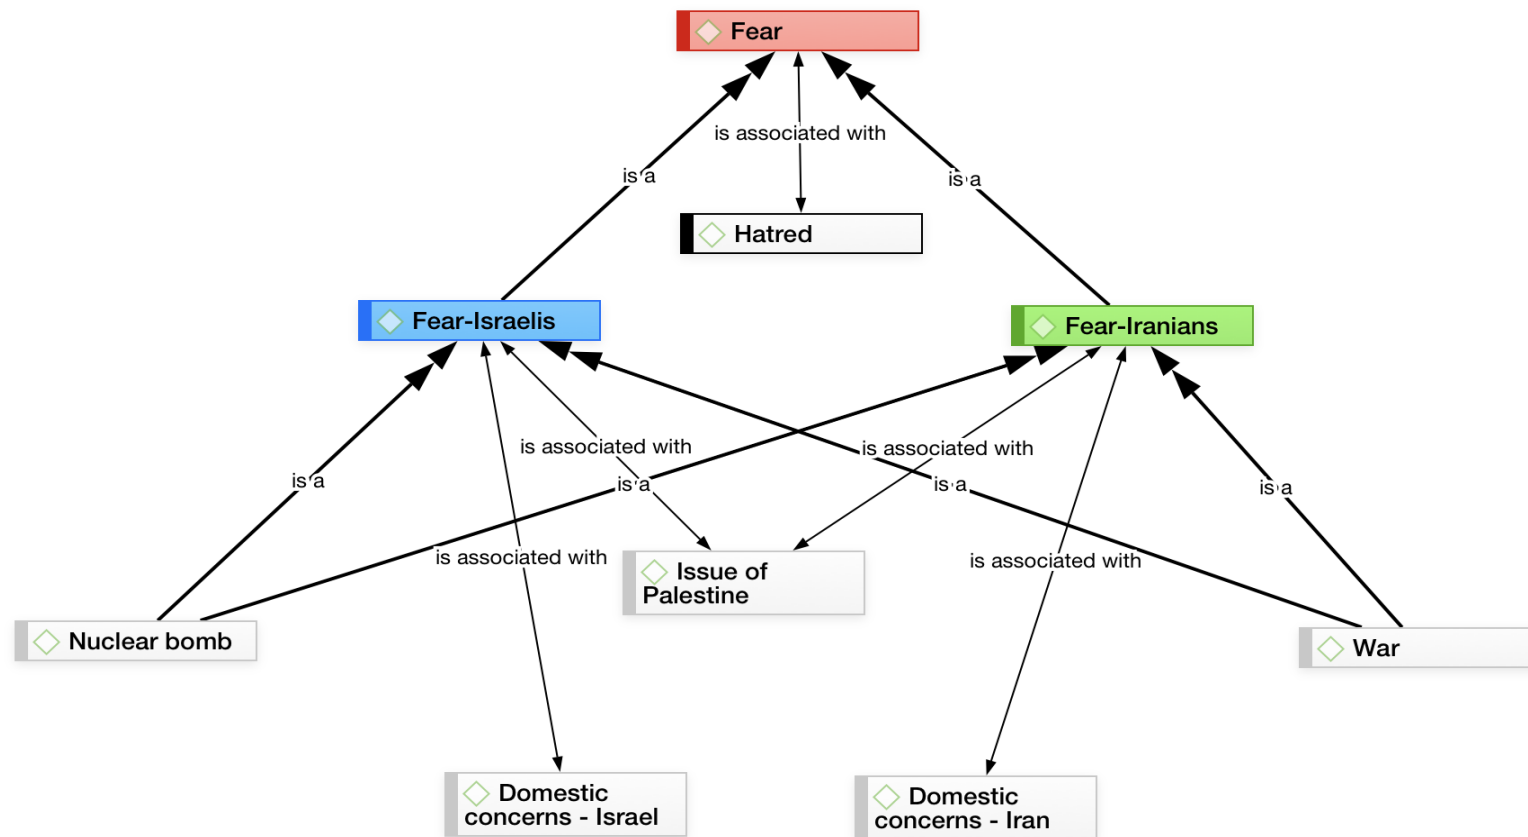 Fear
is associated with
is a
is a
Hatred
Fear-Israelis
Fear-Iranians
is associated with
is associated with
is a
is a
is a
is a
is associated with
is associated with
Issue of
Palestine
Nuclear bomb
War
Domestic
concerns - Israel
Domestic
concerns - Iran